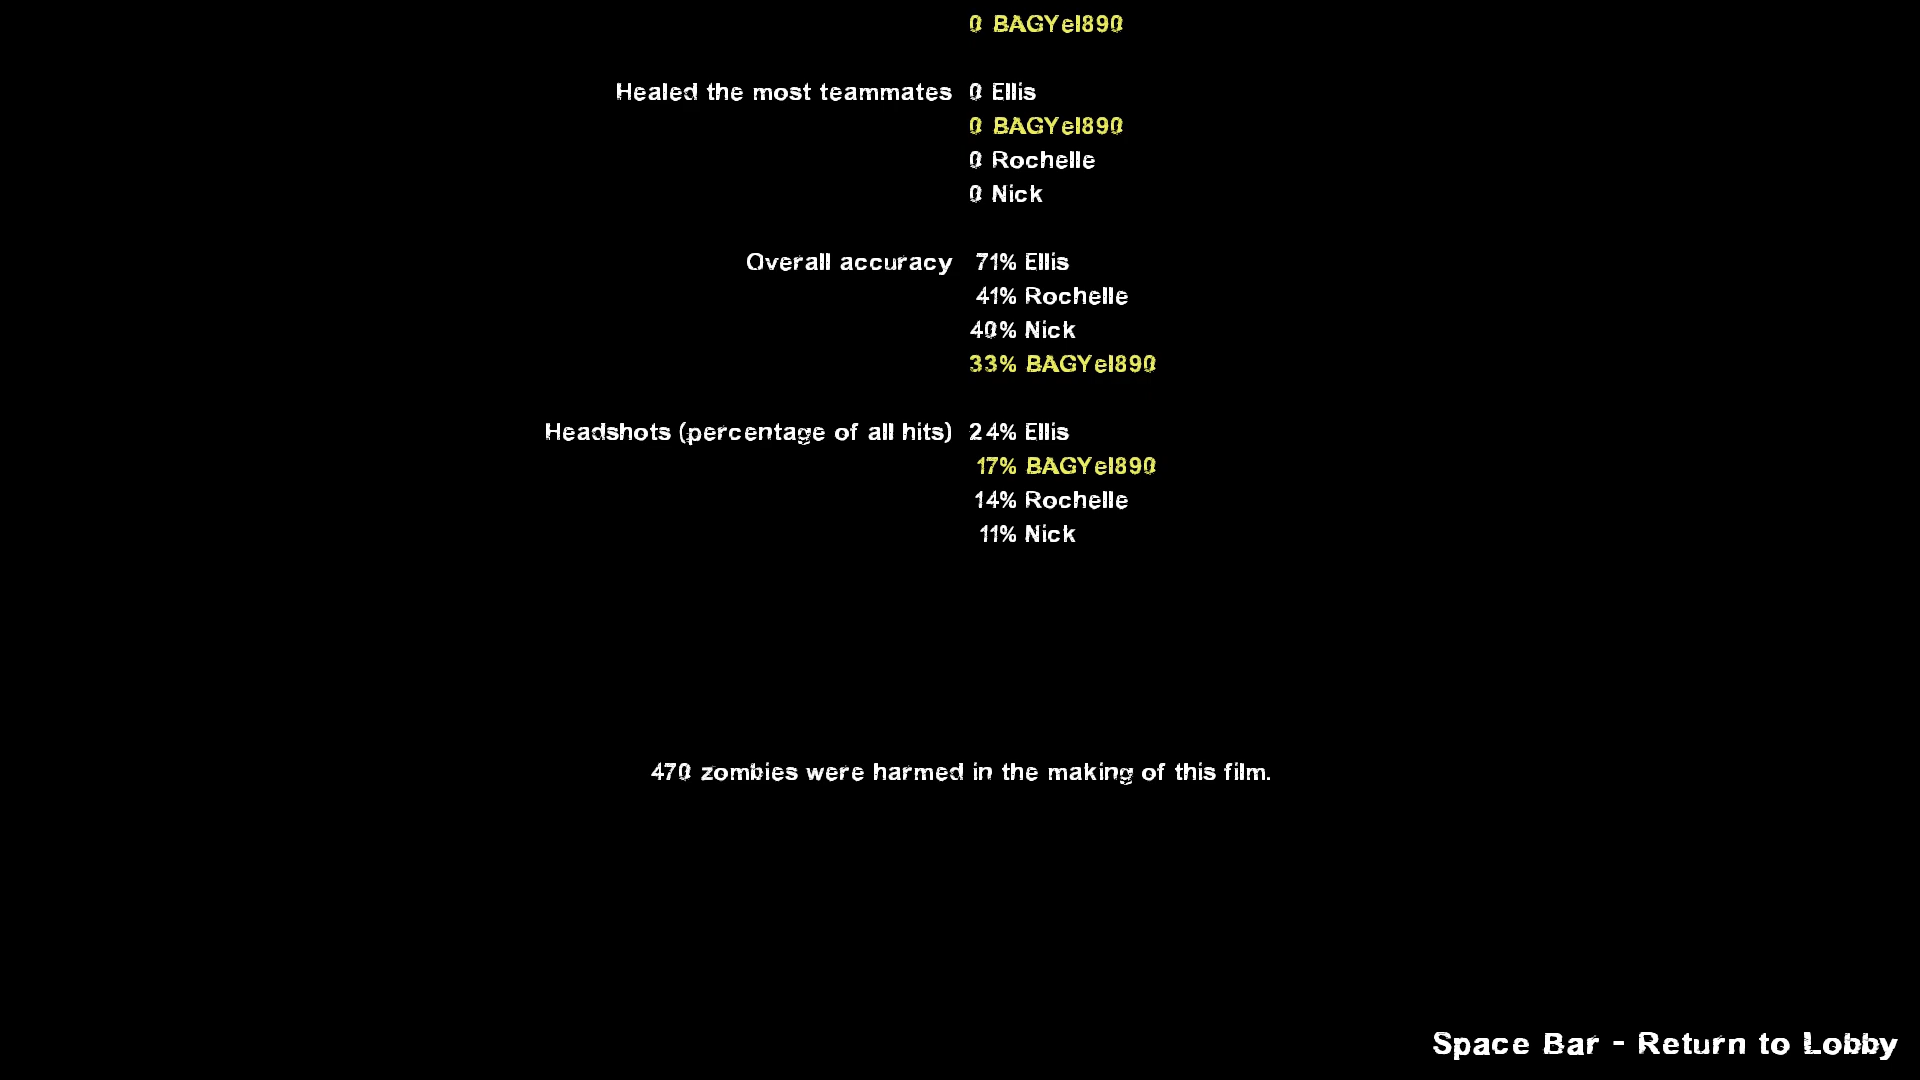 0 BAGYel890
Healed the most teammates 0 Ellis
0 BAGYel890
0 Rochelle
0 Nick
Overall accuracy 71% Ellis
41% Rochelle
40% Nick
33% BAGYel890
Headshots (percentage of all hits) 24% Ellis
17% BAGYel890
14% Rochelle
11% Nick
470 zombies were harmed in the making of this film.
Space Bar - Return to Lobby